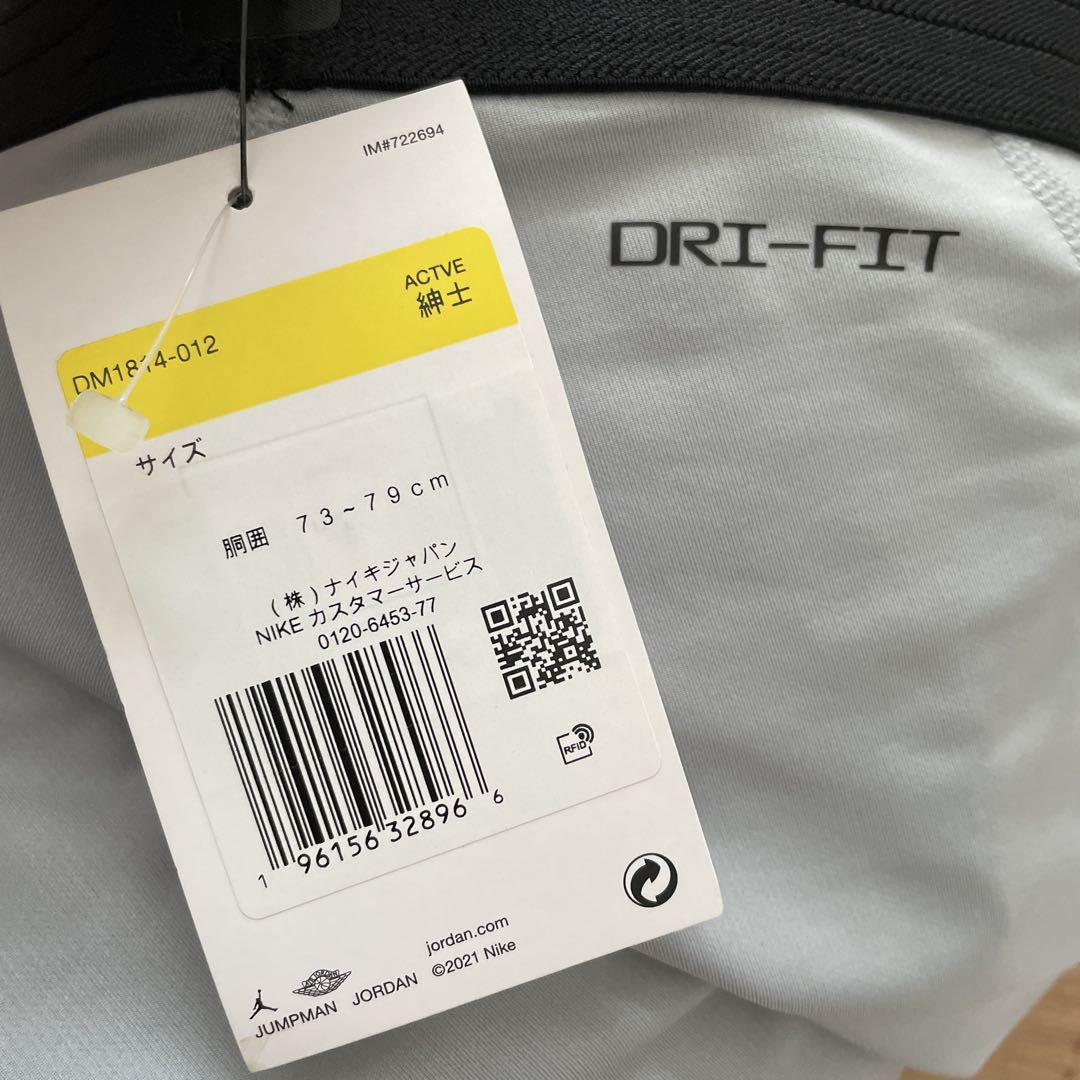 IM#722694
ACTVE
紳士
DM1814-012
DRI-FIT
サイズ
胴囲 73~79cm
(株)ナイキジャパン
NIKE カスタマーサービス
0120-6453-77
RFID
1 96156 32896 6
jordan.com
©2021 Nike
JUMPMAN JORDAN